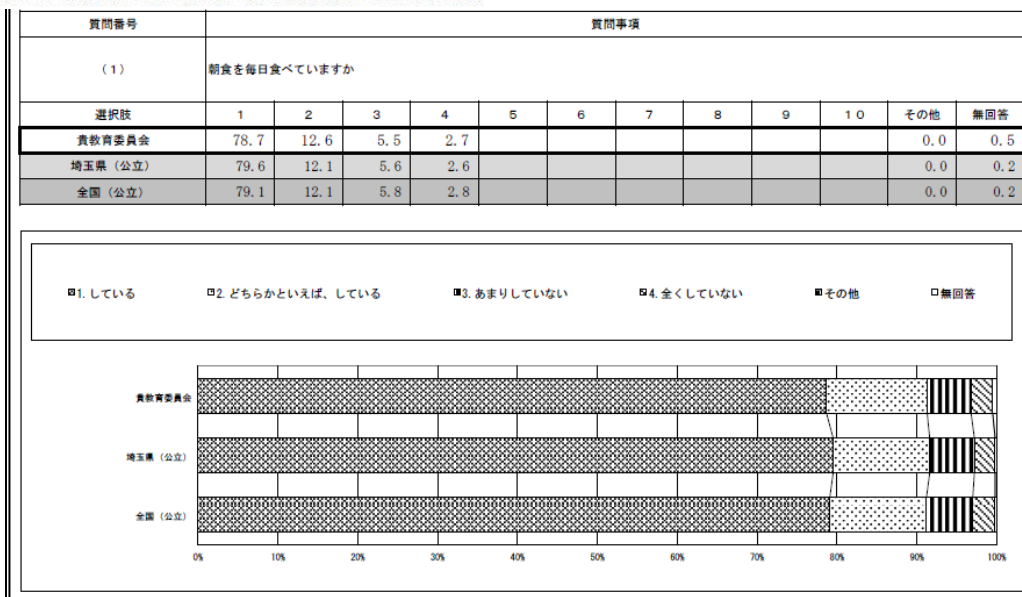 質問番号 質問事項
（１） 朝食を毎日食べていますか
選択肢 １ ２ ３ ４ ５ ６ ７ ８ ９ １０ その他 無回答
貴教育委員会 78.7 12.6 5.5 2.7 0.0 0.5
埼玉県（公立） 79.6 12.1 5.6 2.6 0.0 0.2
全国（公立） 79.1 12.1 5.8 2.8 0.0 0.2
1.している 2.どちらかといえば、している 3.あまりしていない 4.全くしていない その他 無回答
貴教育委員会
埼玉県（公立）
全国（公立）
0% 10% 20% 30% 40% 50% 60% 70% 80% 90% 100%